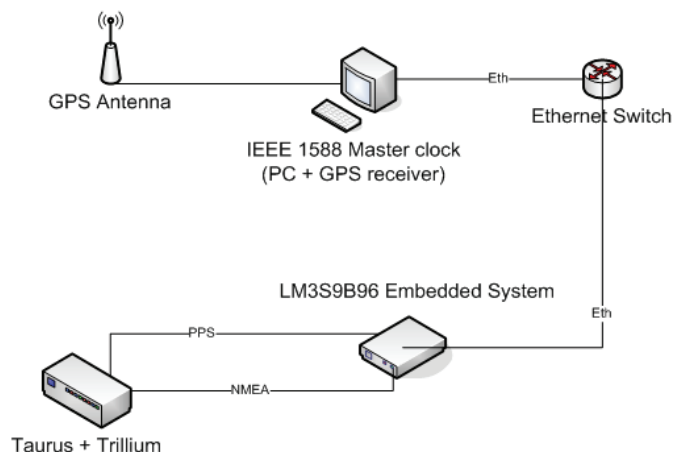 GPS Antenna
Eth
Ethernet Switch
IEEE 1588 Master clock
(PC + GPS receiver)
LM3S9B96 Embedded System
Eth
PPS
NMEA
Taurus + Trillium